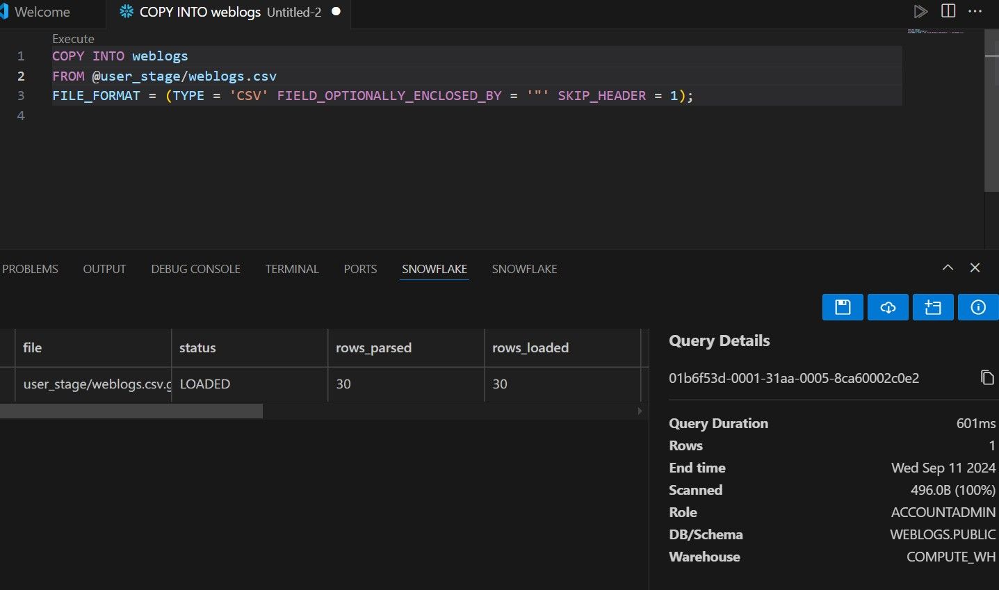 Welcome
COPY INTO weblogs Untitled-2
Execute
1 COPY INTO weblogs
2 FROM @user_stage/weblogs.csv
3 FILE_FORMAT = (TYPE = 'CSV' FIELD_OPTIONALLY_ENCLOSED_BY = '"' SKIP_HEADER = 1);
4
PROBLEMS OUTPUT DEBUG CONSOLE TERMINAL PORTS SNOWFLAKE SNOWFLAKE
file status rows_parsed rows_loaded
user_stage/weblogs.csv.g LOADED 30 30
Query Details
01b6f53d-0001-31aa-0005-8ca60002c0e2
Query Duration 601ms
Rows 1
End time Wed Sep 11 2024
Scanned 496.0B (100%)
Role ACCOUNTADMIN
DB/Schema WEBLOGS.PUBLIC
Warehouse COMPUTE_WH